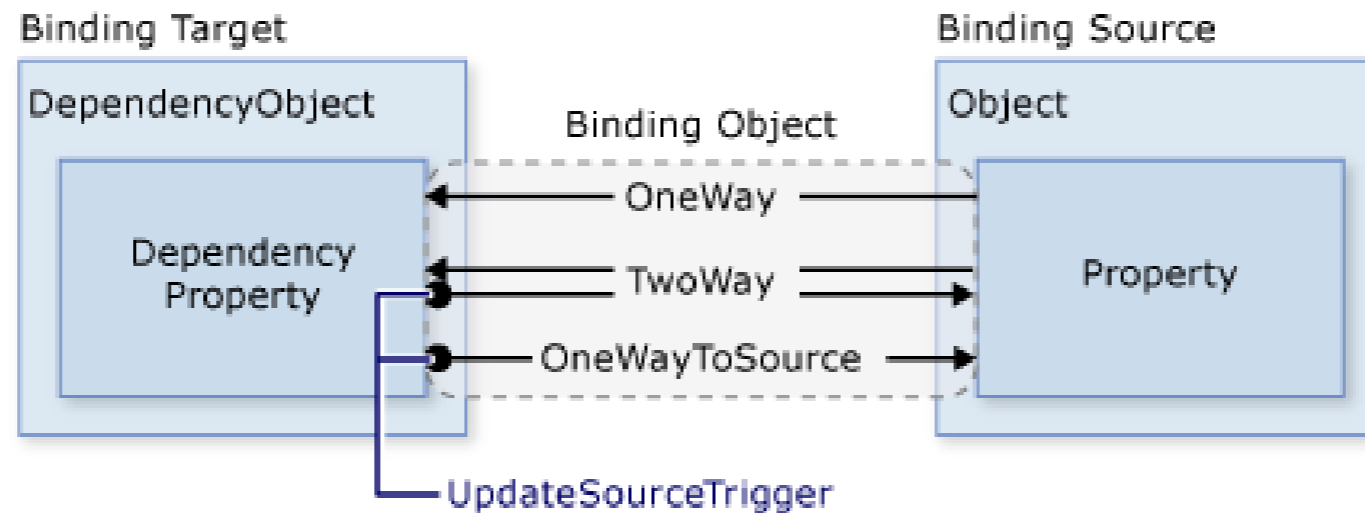 Binding Target
Binding Source
DependencyObject
Object
Binding Object
OneWay
Dependency
Property
TwoWay
Property
OneWayToSource
UpdateSourceTrigger